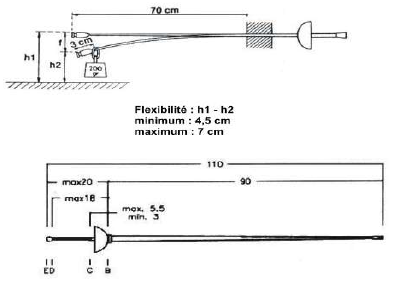 70 cm
3 cm
h1
f
h2
200
gr
Flexibilité : h1 - h2
minimum : 4,5 cm
maximum : 7 cm
110
max20
90
max18
max. 5.5
min. 3
ED
C
B